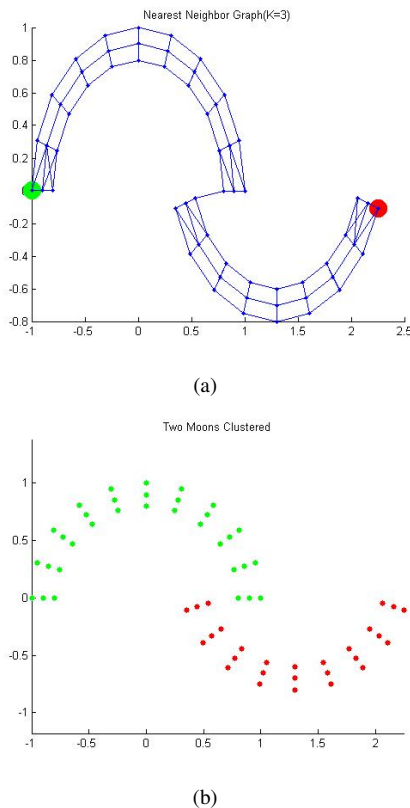 Nearest Neighbor Graph(K=3)
1
0.8
0.6
0.4
0.2
0
-0.2
-0.4
-0.6
-0.8
-1 -0.5 0 0.5 1 1.5 2 2.5
(a)
Two Moons Clustered
1
0.5
0
-0.5
-1
-1 -0.5 0 0.5 1 1.5 2
(b)